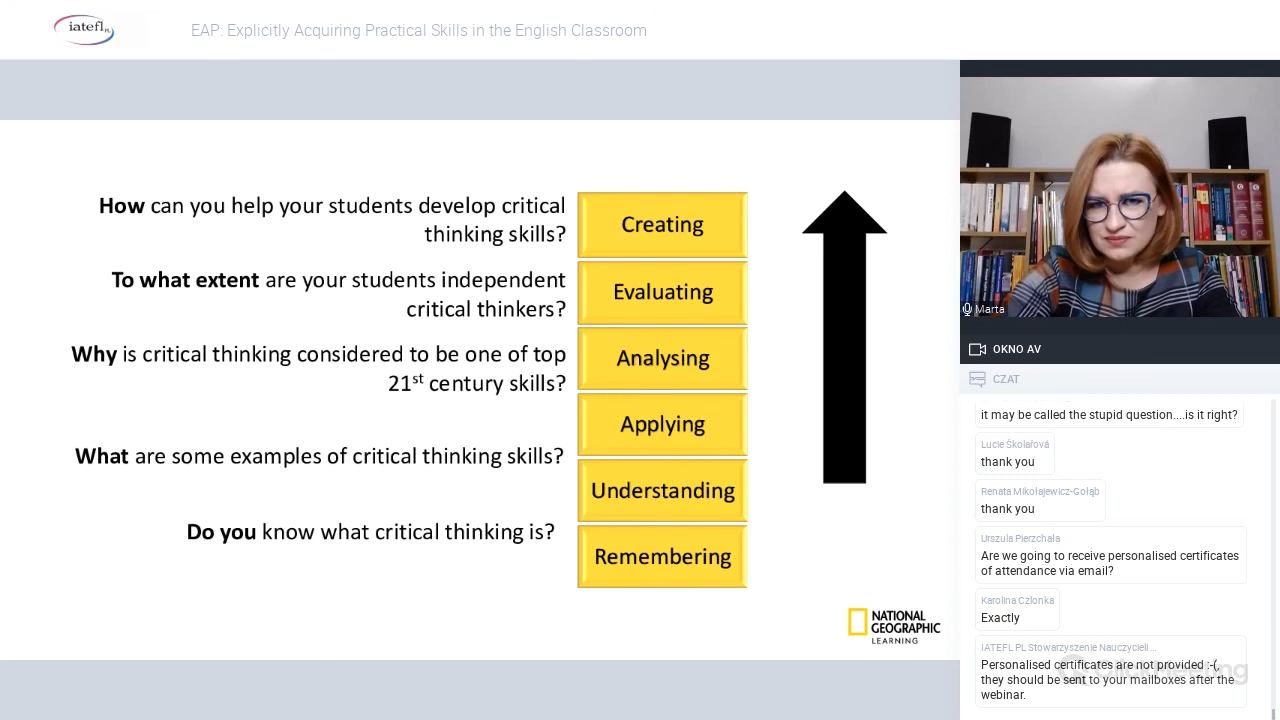 iatefl PL
EAP: Explicitly Acquiring Practical Skills in the English Classroom
How can you help your students develop critical
thinking skills?
To what extent are your students independent
critical thinkers?
Why is critical thinking considered to be one of top
21st century skills?
What are some examples of critical thinking skills?
Do you know what critical thinking is?
Creating
Evaluating
Analysing
Applying
Understanding
Remembering
NATIONAL
GEOGRAPHIC
LEARNING
Marta
OKNO AV
CZAT
it may be called the stupid question....is it right?
Lucie Školařová
thank you
Renata Mikołajewicz-Gołąb
thank you
Urszula Pierzchała
Are we going to receive personalised certificates
of attendance via email?
Karolina Czlonka
Exactly
IATEFL PL Stowarzyszenie Nauczycieli ...
Personalised certificates are not provided :-(,
they should be sent to your mailboxes after the
webinar.
ClickMeeting